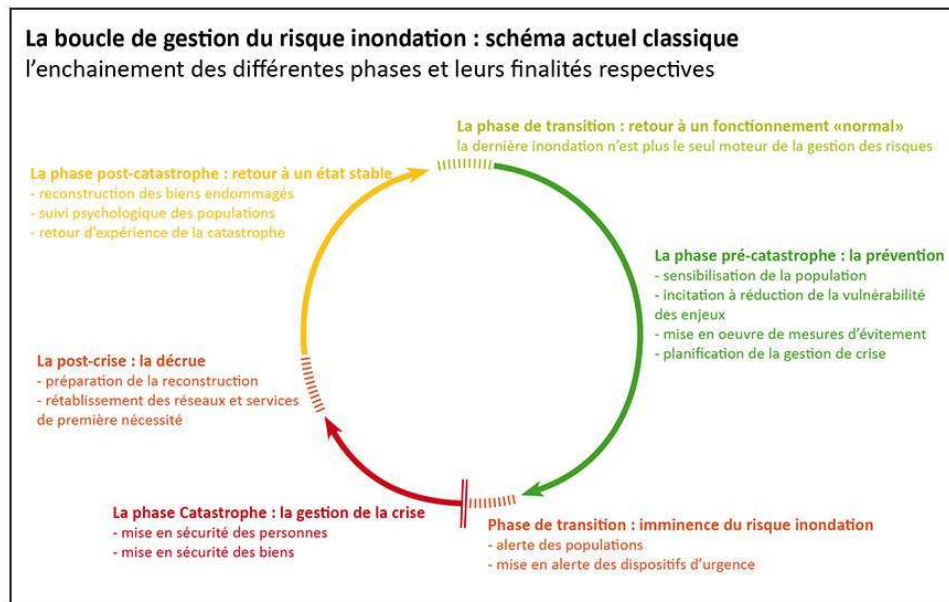 La boucle de gestion du risque inondation : schéma actuel classique
l'enchainement des différentes phases et leurs finalités respectives
La phase de transition : retour à un fonctionnement «normal»
la dernière inondation n'est plus le seul moteur de la gestion des risques
La phase post-catastrophe : retour à un état stable
- reconstruction des biens endommagés
- suivi psychologique des populations
- retour d'expérience de la catastrophe
La phase pré-catastrophe : la prévention
- sensibilisation de la population
- incitation à réduction de la vulnérabilité
des enjeux
- mise en oeuvre de mesures d'évitement
- planification de la gestion de crise
La post-crise : la décrue
- préparation de la reconstruction
- rétablissement des réseaux et services
de première nécessité
La phase Catastrophe : la gestion de la crise
- mise en sécurité des personnes
- mise en sécurité des biens
Phase de transition : imminence du risque inondation
- alerte des populations
- mise en alerte des dispositifs d'urgence